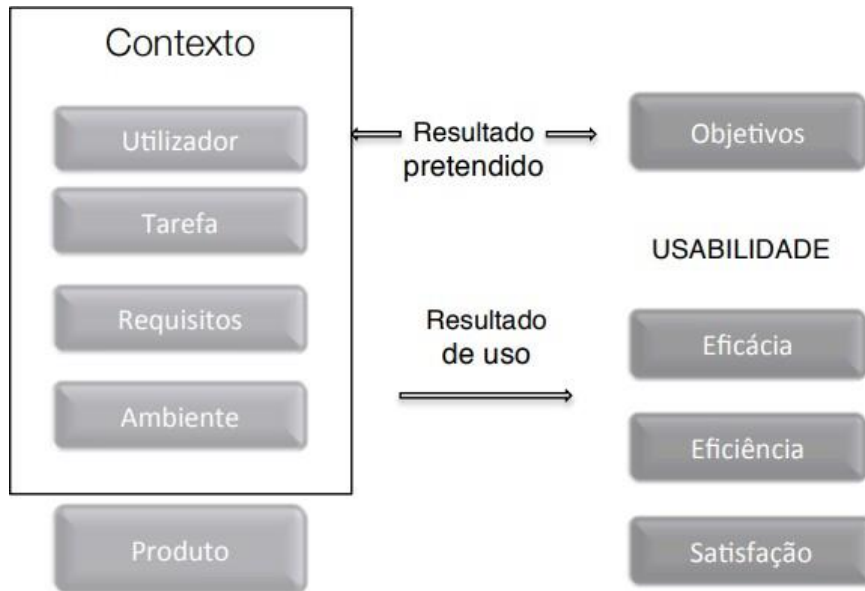 Contexto
Utilizador
Tarefa
Requisitos
Ambiente
Produto
Resultado
pretendido
Resultado
de uso
Objetivos
USABILIDADE
Eficácia
Eficiência
Satisfação